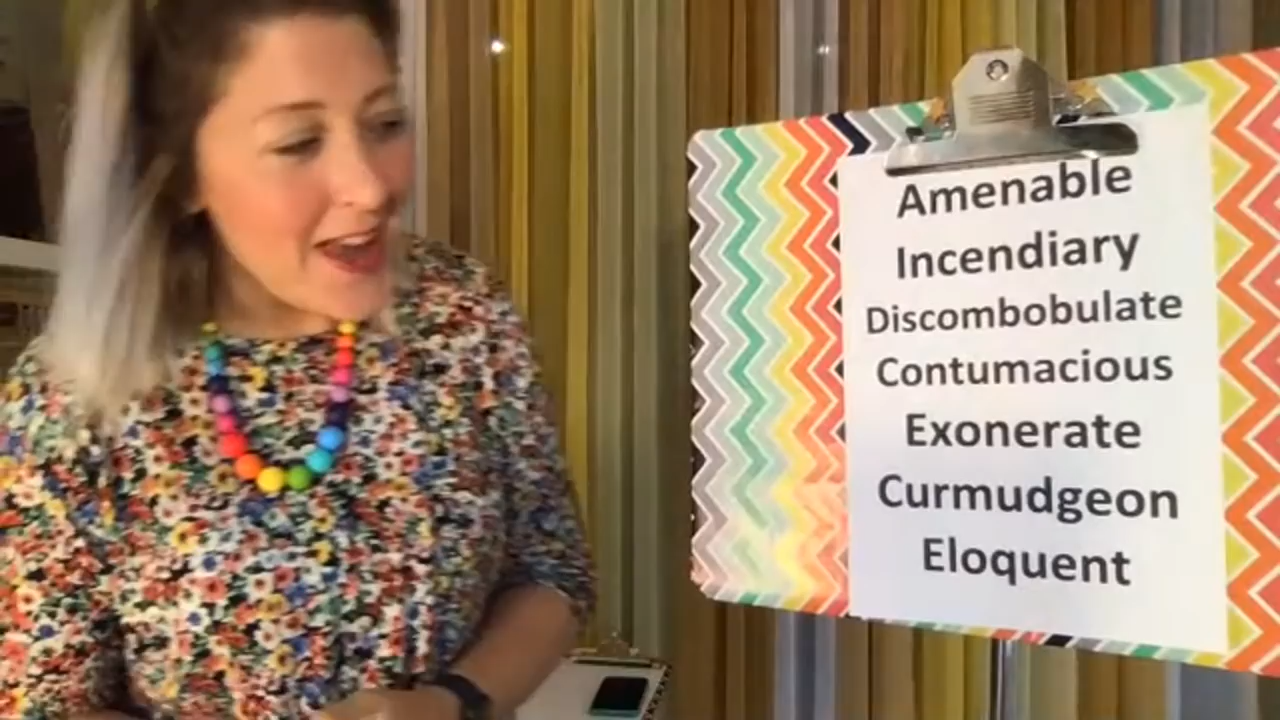 Amenable
Incendiary
Discombobulate
Contumacious
Exonerate
Curmudgeon
Eloquent